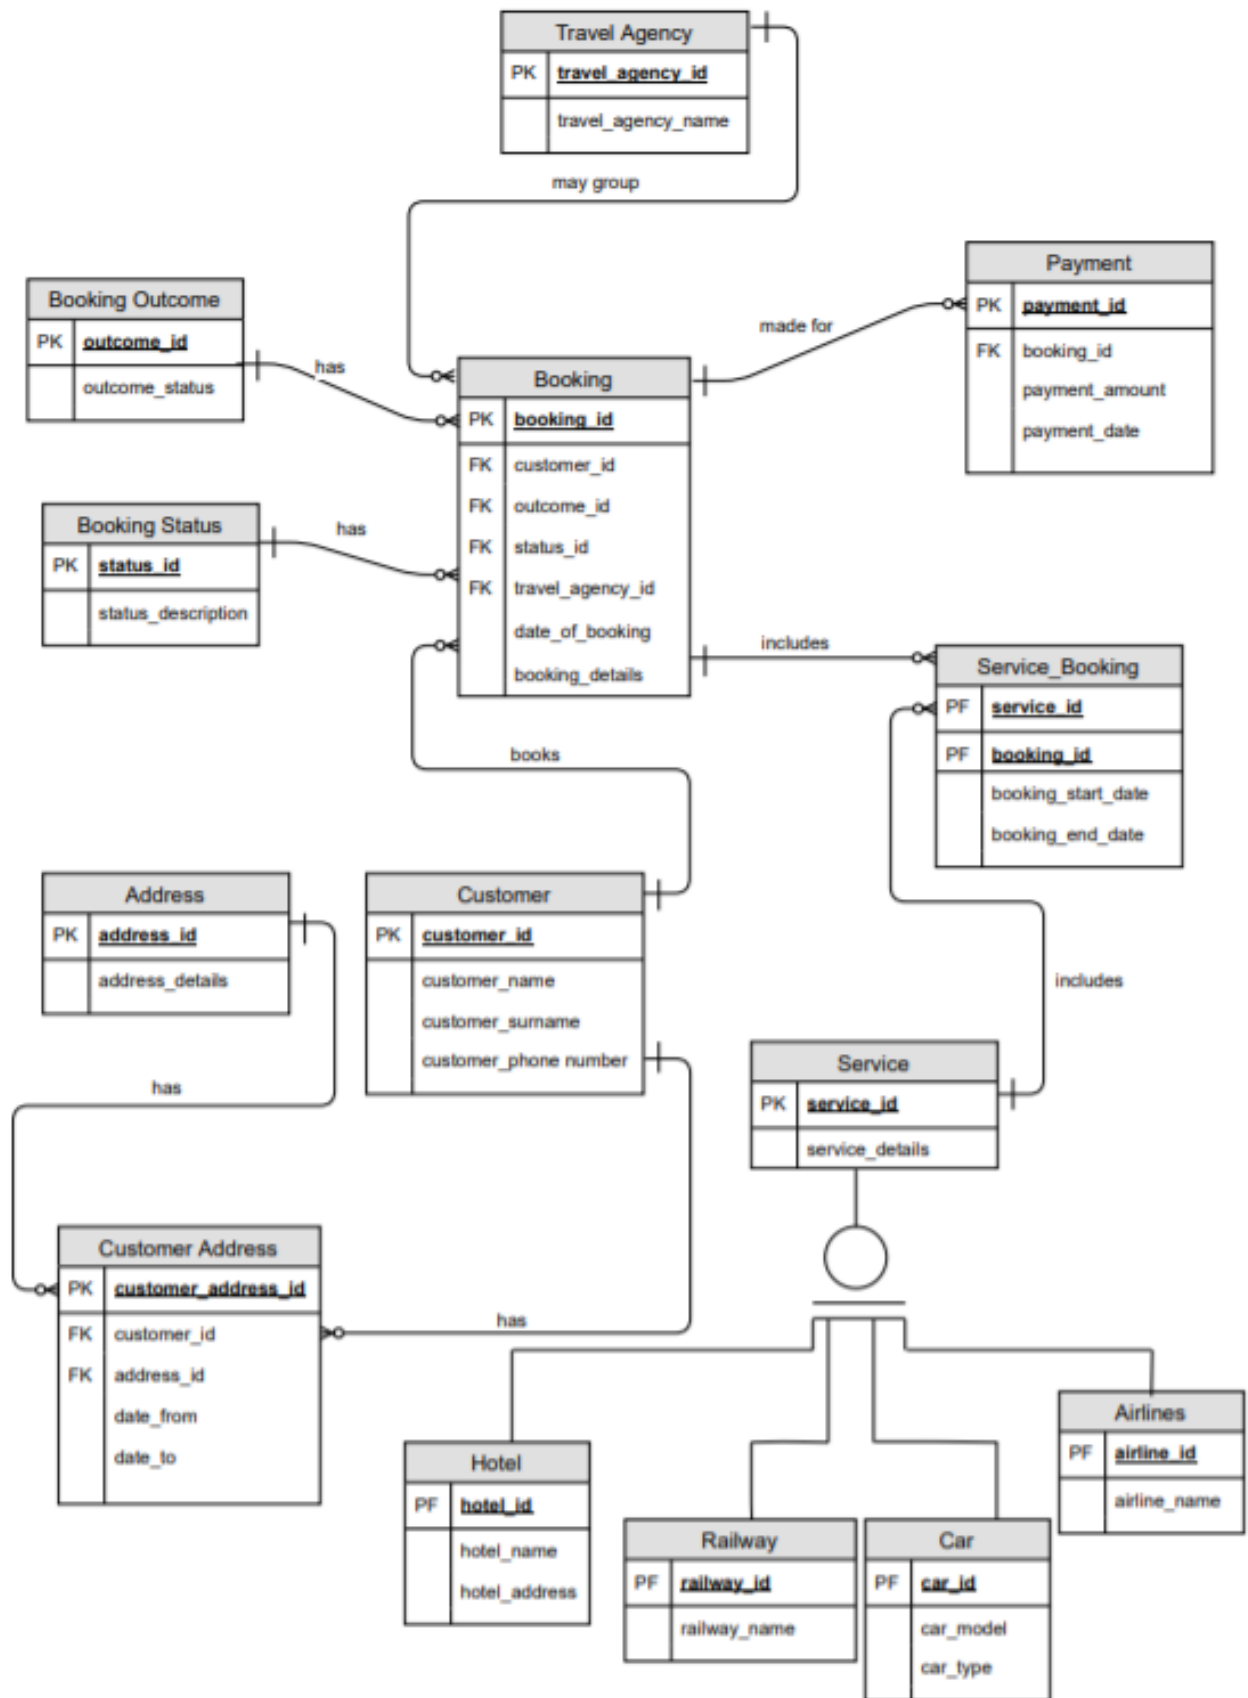 Travel Agency
PK travel_agency_id
travel_agency_name
may group
Booking Outcome
PK outcome_id
outcome_status
has
Payment
PK payment_id
FK booking_id
payment_amount
payment_date
made for
Booking
PK booking_id
FK customer_id
FK outcome_id
FK status_id
FK travel_agency_id
date_of_booking
booking_details
Booking Status
PK status_id
status_description
has
includes
Service_Booking
PF service_id
PF booking_id
booking_start_date
booking_end_date
books
Address
PK address_id
address_details
Customer
PK customer_id
customer_name
customer_surname
customer_phone number
includes
has
Service
PK service_id
service_details
Customer Address
PK customer_address_id
FK customer_id
FK address_id
date_from
date_to
has
Hotel
PF hotel_id
hotel_name
hotel_address
Railway
PF railway_id
railway_name
Car
PF car_id
car_model
car_type
Airlines
PF airline_id
airline_name